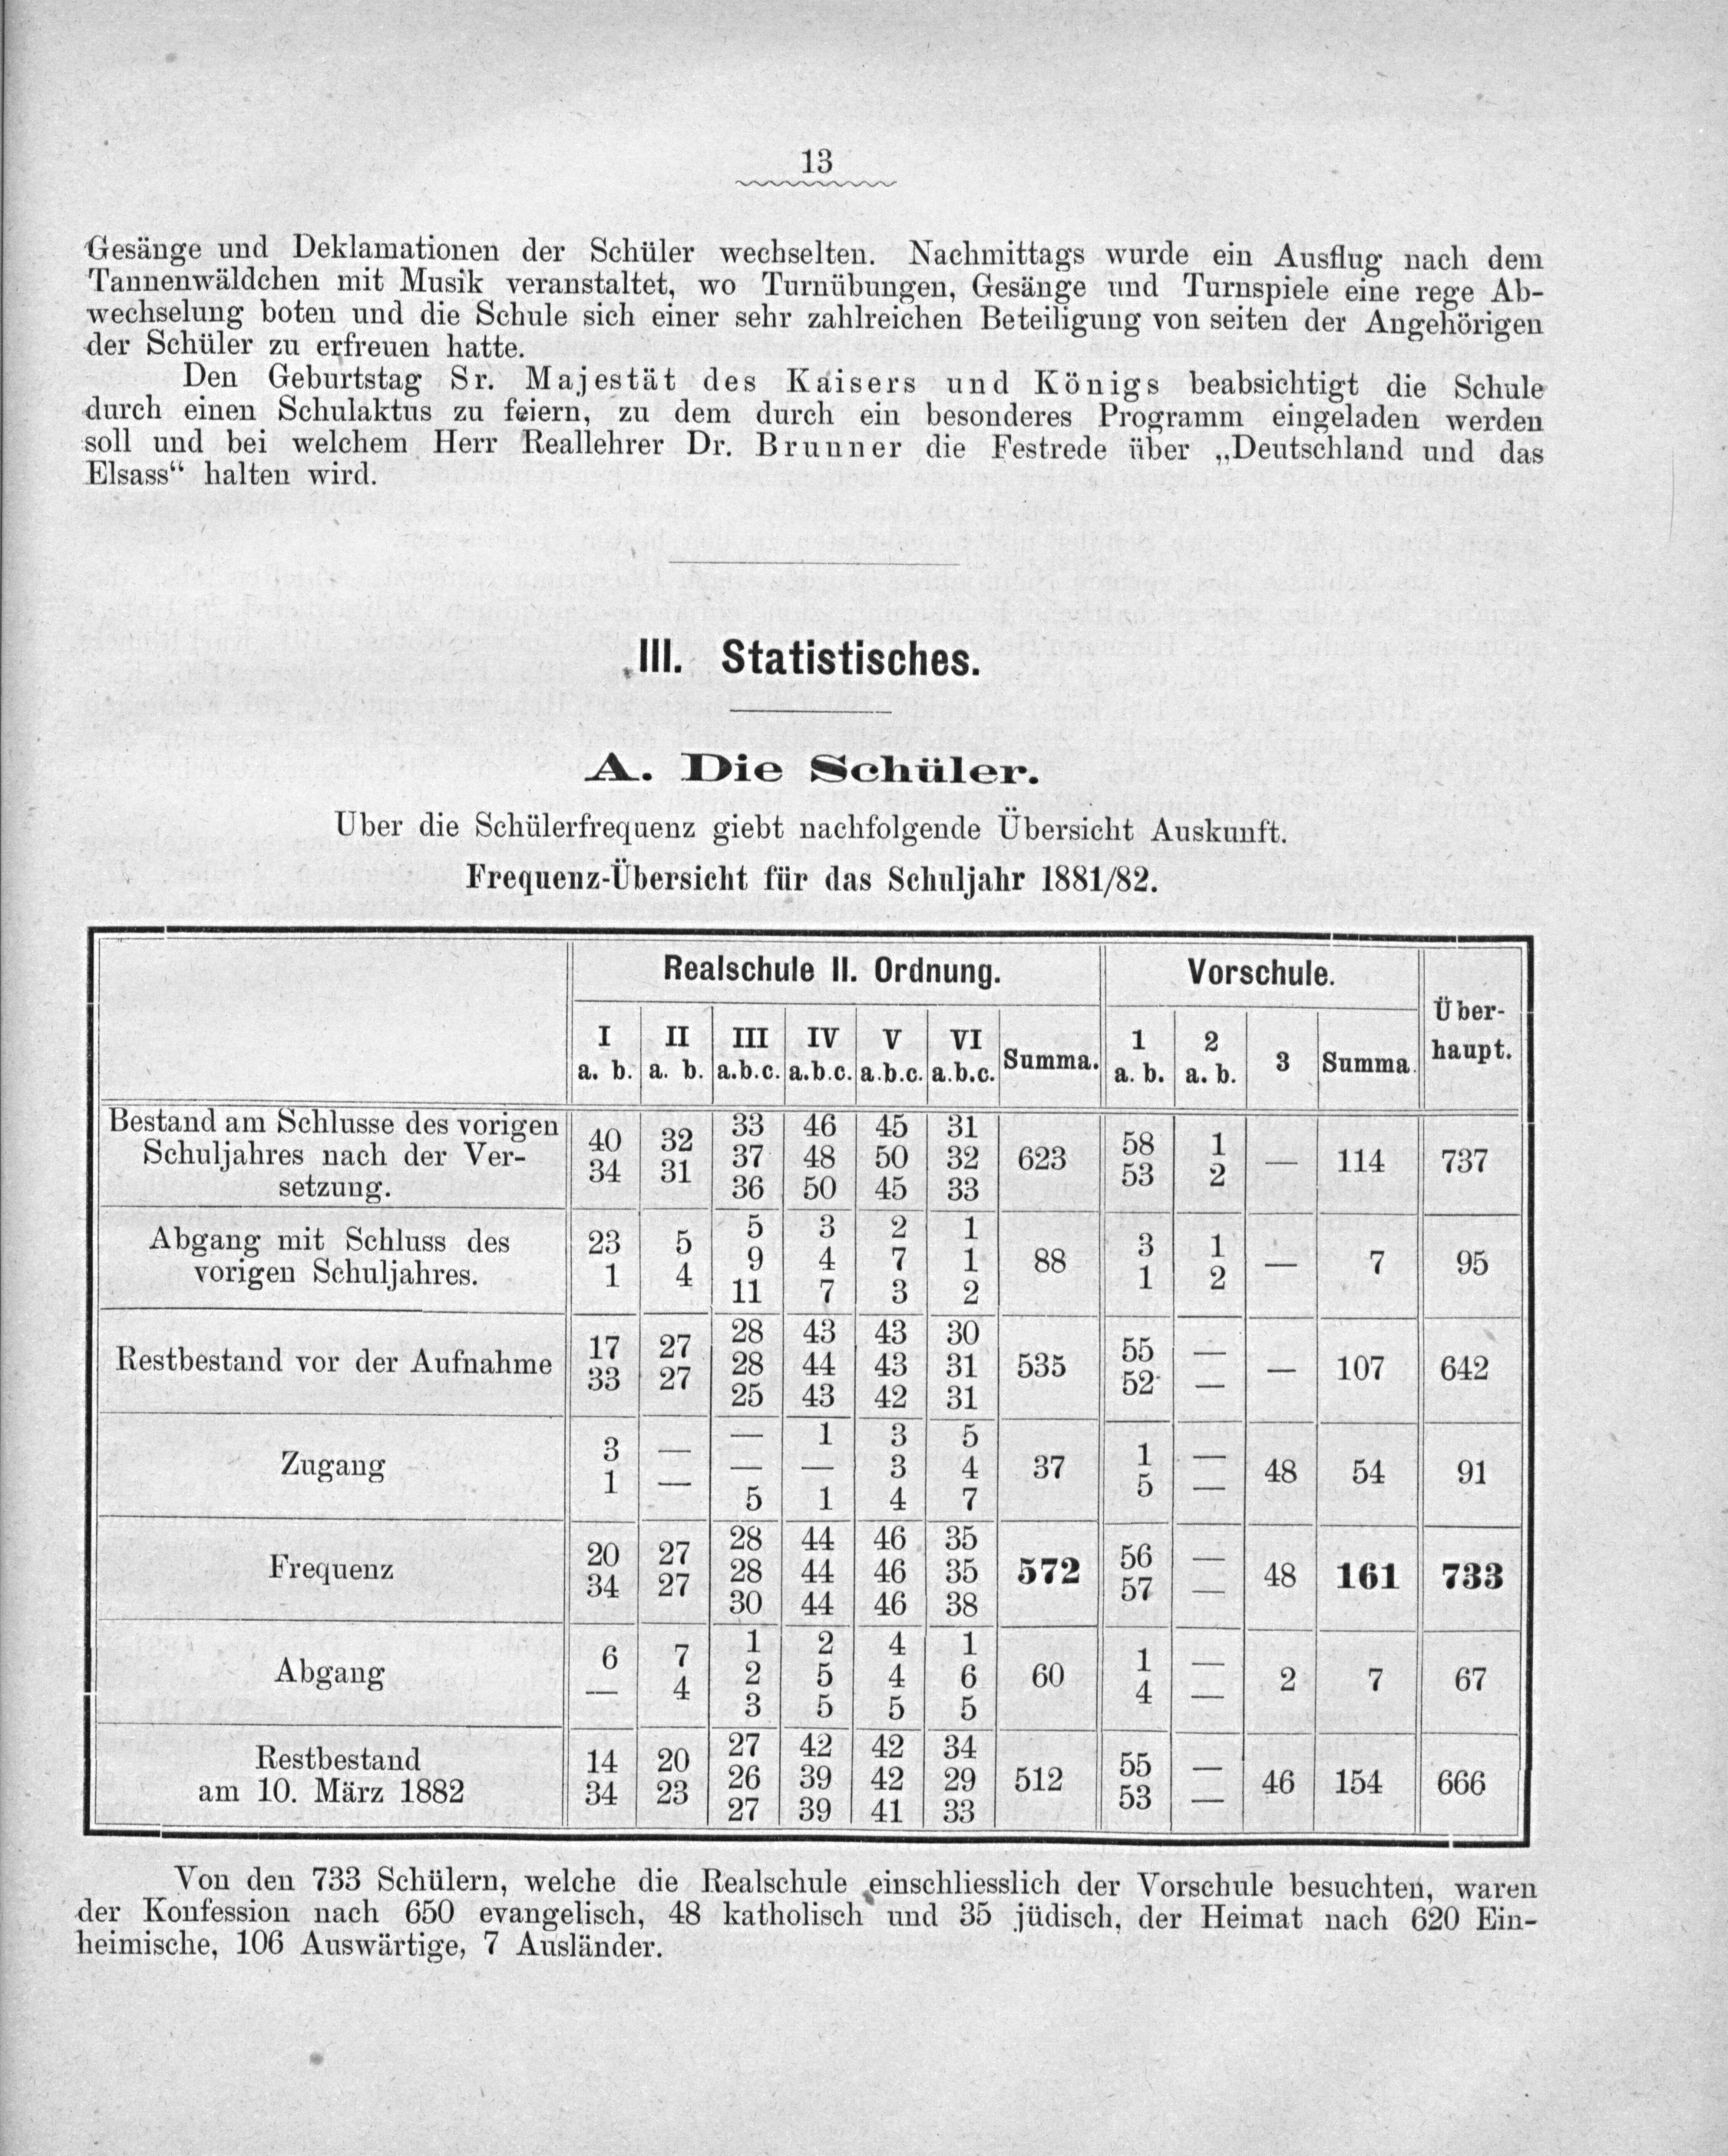 13
Gesänge und Deklamationen der Schüler wechselten. Nachmittags wurde ein Ausflug nach dem
Tannenwäldchen mit Musik veranstaltet, wo Turnübungen, Gesänge und Turnspiele eine rege Ab-
wechselung boten und die Schule sich einer sehr zahlreichen Beteiligung von seiten der Angehörigen
der Schüler zu erfreuen hatte.
Den Geburtstag Sr. Majestät des Kaisers und Königs beabsichtigt die Schule
durch einen Schulaktus zu feiern, zu dem durch ein besonderes Programm eingeladen werden
soll und bei welchem Herr Reallehrer Dr. Brunner die Festrede über „Deutschland und das
Elsass“ halten wird.
III. Statistisches.
A. Die Schüler.
Uber die Schülerfrequenz giebt nachfolgende Übersicht Auskunft.
Frequenz-Übersicht für das Schuljahr 1881/82.
Realschule II. Ordnung. Vorschule. Über-
haupt.
I II III IV V VI Summa. 1 2 3 Summa.
a. b. a. b. a.b.c. a.b.c. a.b.c. a.b.c. a. b. a. b.
Bestand am Schlusse des vorigen 33 46 45 31
40 32 58 1
Schuljahres nach der Ver- 37 48 50 32 623 — 114 737
34 31 53 2
setzung. 36 50 45 33
5 3 2 1
Abgang mit Schluss des 23 5 3 1
9 4 7 1 88 — 7 95
vorigen Schuljahres. 1 4 1 2
11 7 3 2
28 43 43 30
17 27 55 —
Restbestand vor der Aufnahme 28 44 43 31 535 — 107 642
33 27 52 —
25 43 42 31
— 1 3 5
3 — 1 —
Zugang — — 3 4 37 48 54 91
1 — 5 —
5 1 4 7
28 44 46 35
20 27 56 —
Frequenz 28 44 46 35 572 48 161 733
34 27 57 —
30 44 46 38
1 2 4 1
6 7 1 —
Abgang 2 5 4 6 60 2 7 67
— 4 4 —
3 5 5 5
27 42 42 34
Restbestand 14 20 55 —
26 39 42 29 512 46 154 666
am 10. März 1882 34 23 53 —
27 39 41 33
Von den 733 Schülern, welche die Realschule einschliesslich der Vorschule besuchten, waren
der Konfession nach 650 evangelisch, 48 katholisch und 35 jüdisch, der Heimat nach 620 Ein-
heimische, 106 Auswärtige, 7 Ausländer.